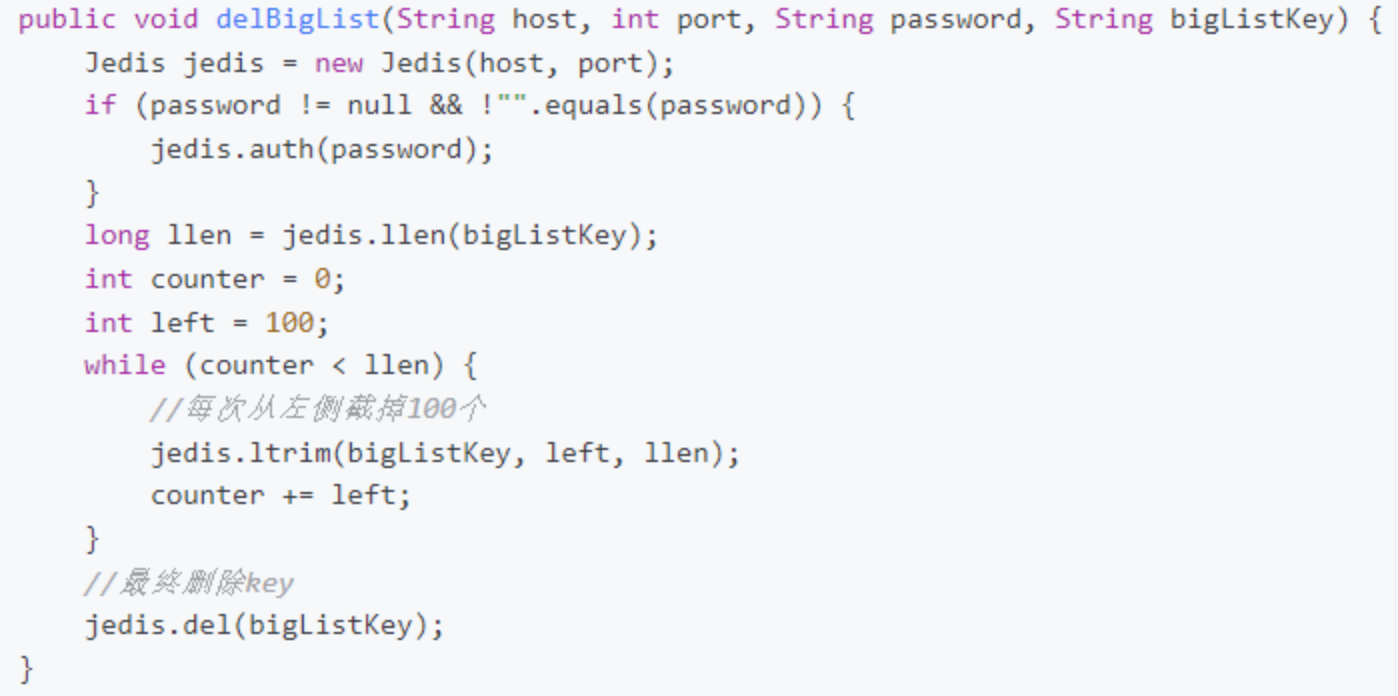 public void delBigList(String host, int port, String password, String bigListKey) {
    Jedis jedis = new Jedis(host, port);
    if (password != null && !"".equals(password)) {
        jedis.auth(password);
    }
    long llen = jedis.llen(bigListKey);
    int counter = 0;
    int left = 100;
    while (counter < llen) {
        //每次从左侧截掉100个
        jedis.ltrim(bigListKey, left, llen);
        counter += left;
    }
    //最终删除key
    jedis.del(bigListKey);
}